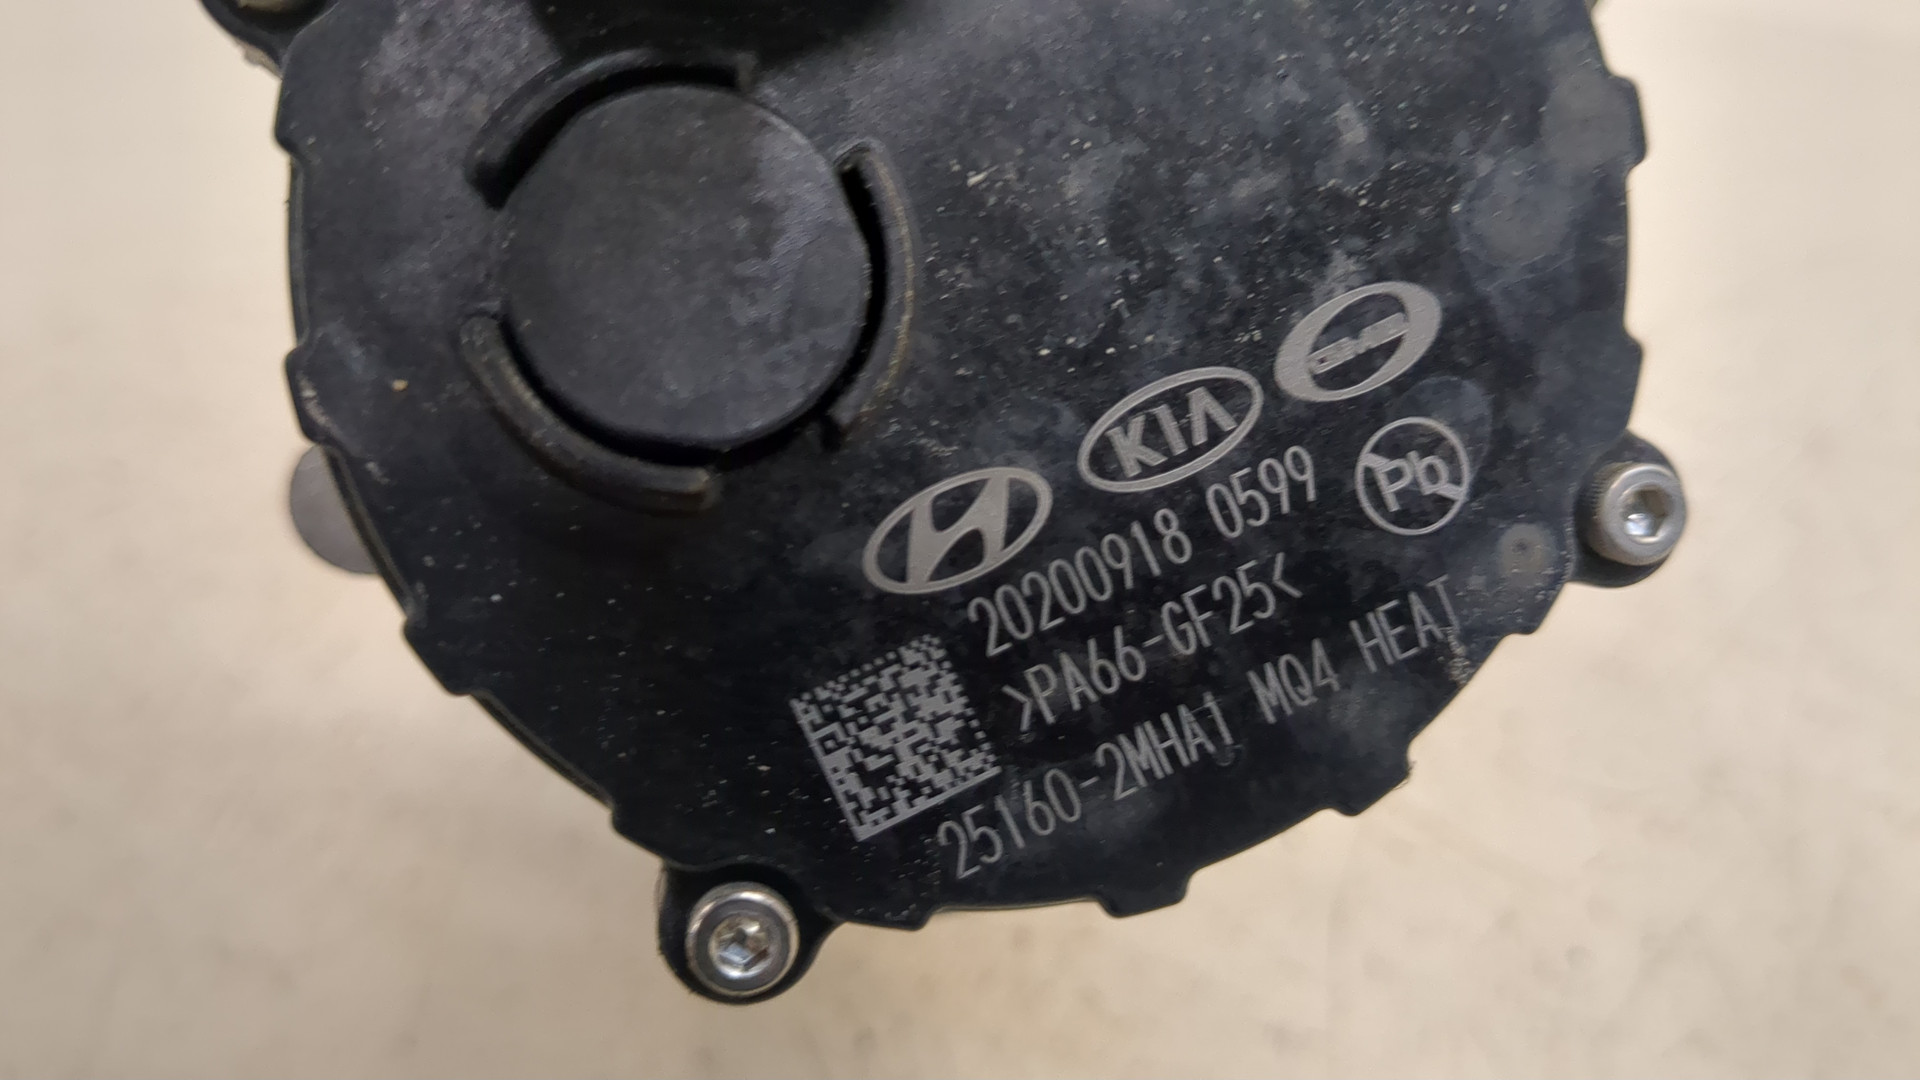 KIA
20200918 0599
Pb
>PA66-GF25<
25160-2MHA1 MQ4 HEAT